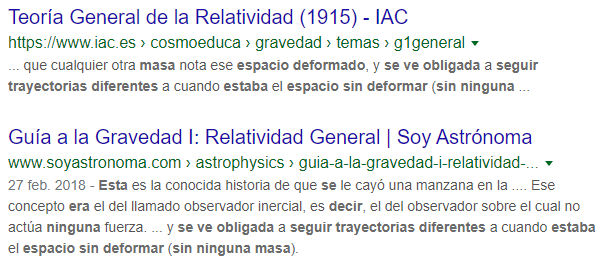 Teoría General de la Relatividad (1915) - IAC
https://www.iac.es › cosmoeduca › gravedad › temas › g1general
... que cualquier otra masa nota ese espacio deformado, y se ve obligada a seguir
trayectorias diferentes a cuando estaba el espacio sin deformar (sin ninguna ...
Guía a la Gravedad I: Relatividad General | Soy Astrónoma
www.soyastronoma.com › astrophysics › guia-a-la-gravedad-i-relatividad-...
27 feb. 2018 - Esta es la conocida historia de que se le cayó una manzana en la .... Ese
concepto era el del llamado observador inercial, es decir, el del observador sobre el cual no
actúa ninguna fuerza. ... y se ve obligada a seguir trayectorias diferentes a cuando estaba
el espacio sin deformar (sin ninguna masa).